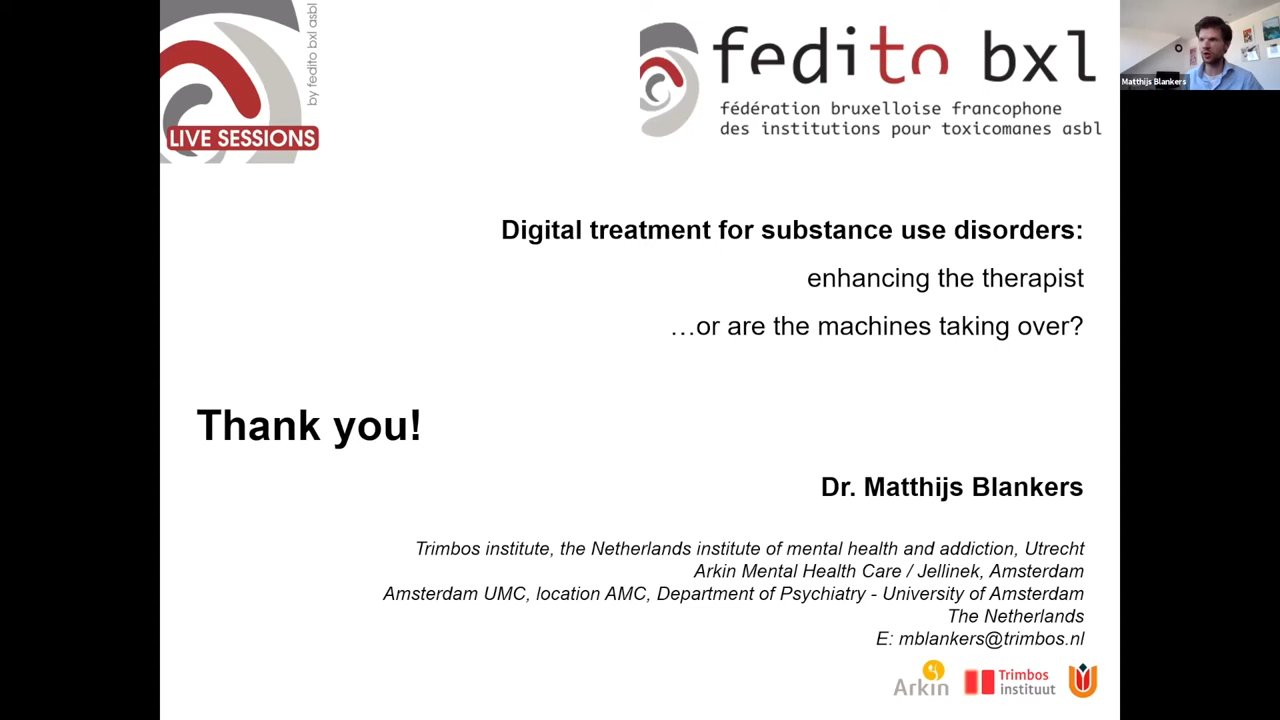 by fedito bxl asbl
LIVE SESSIONS
fedito bxl
fédération bruxelloise francophone
des institutions pour toxicomanes asbl
Matthijs Blankers
Digital treatment for substance use disorders:
enhancing the therapist
…or are the machines taking over?
Thank you!
Dr. Matthijs Blankers
Trimbos institute, the Netherlands institute of mental health and addiction, Utrecht
Arkin Mental Health Care / Jellinek, Amsterdam
Amsterdam UMC, location AMC, Department of Psychiatry - University of Amsterdam
The Netherlands
E: mblankers@trimbos.nl
Arkin
Trimbos
instituut